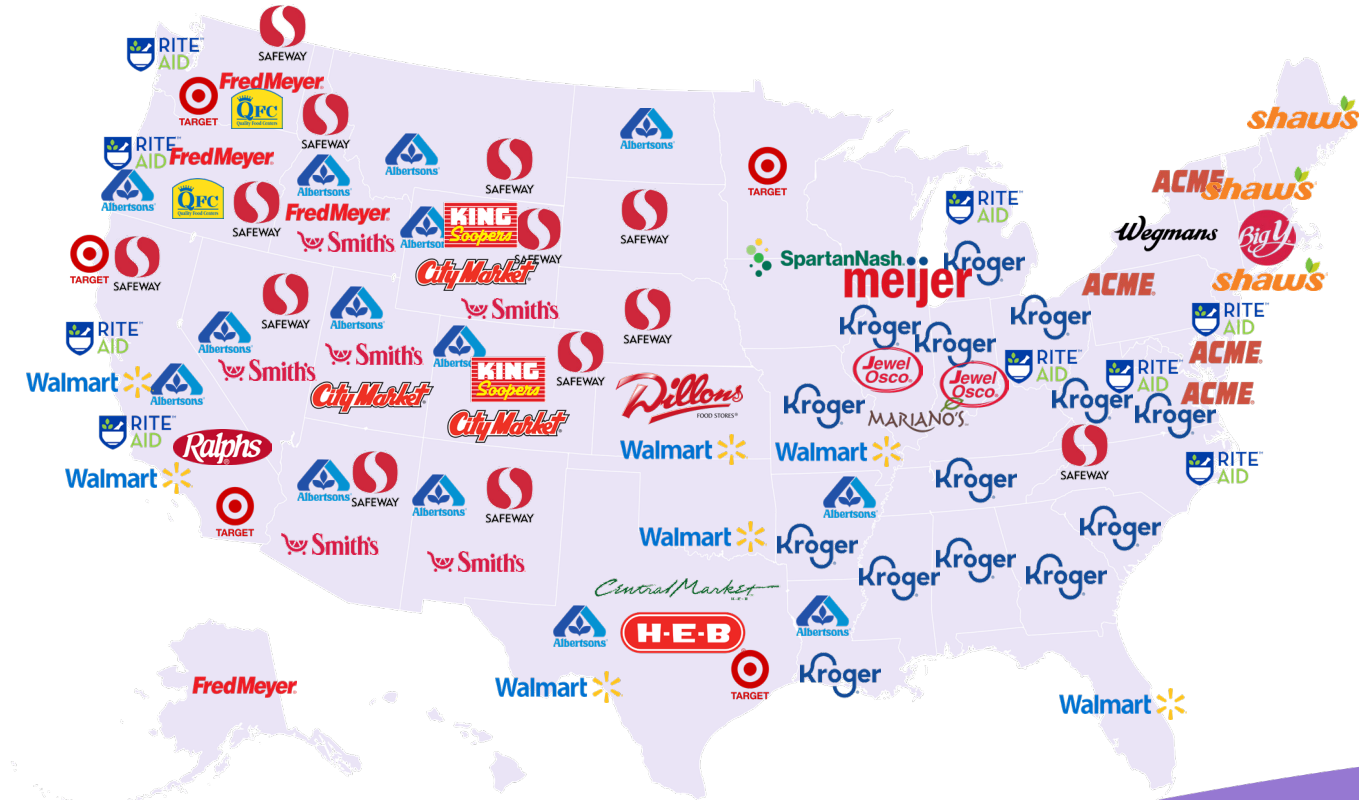 SAFEWAY
RITE AID
FredMeyer
TARGET
QFC
Quality Food Centers
SAFEWAY
RITE AID
FredMeyer
Albertsons
Albertsons
SAFEWAY
Albertsons
TARGET
shaw's
Albertsons
QFC
Quality Food Centers
SAFEWAY
FredMeyer
Smith's
Albertsons
KING
Soopers
SAFEWAY
SAFEWAY
RITE AID
ACME
shaw's
Wegmans
Big Y
TARGET
SAFEWAY
City Market
Smith's
SpartanNash
meijer
Kroger
ACME
shaw's
SAFEWAY
Albertsons
SAFEWAY
Kroger
Kroger
Kroger
RITE AID
RITE AID
Albertsons
Smith's
Smith's
Albertsons
KING
Soopers
SAFEWAY
Jewel
Osco
Jewel
Osco
RITE AID
RITE AID
ACME
Walmart
Albertsons
City Market
City Market
Dillons
FOOD STORES
Kroger
MARIANO'S
Kroger
Kroger
ACME
RITE AID
Ralphs
Walmart
Walmart
SAFEWAY
Walmart
TARGET
Albertsons
SAFEWAY
Albertsons
SAFEWAY
Albertsons
Kroger
RITE AID
Smith's
Smith's
Walmart
Kroger
Kroger
Kroger
Kroger
Kroger
Central Market
H-E-B
Albertsons
H-E-B
Albertsons
FredMeyer
Walmart
TARGET
Kroger
Walmart